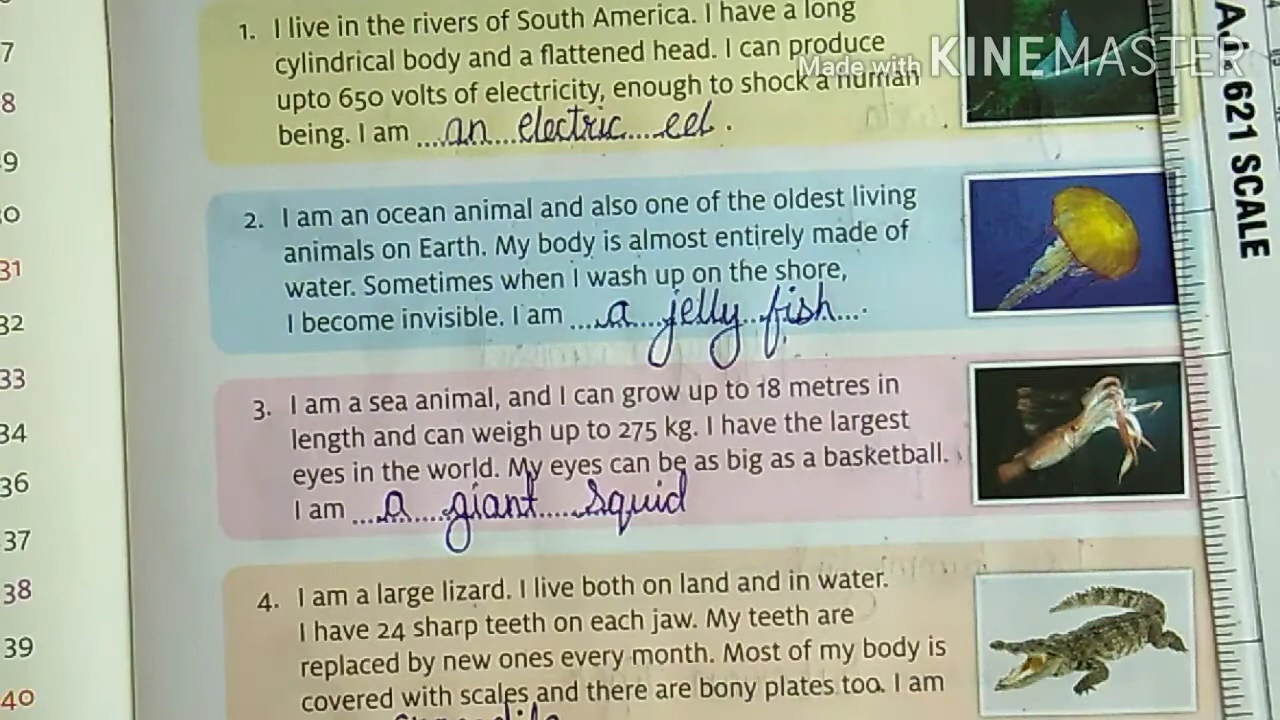 7
8
9
30
31
32
33
34
36
37
38
39
40
1. I live in the rivers of South America. I have a long
cylindrical body and a flattened head. I can produce
upto 650 volts of electricity, enough to shock a human
being. I am ....an...electric....eel .
2. I am an ocean animal and also one of the oldest living
animals on Earth. My body is almost entirely made of
water. Sometimes when I wash up on the shore,
I become invisible. I am ....a....jelly...fish....
3. I am a sea animal, and I can grow up to 18 metres in
length and can weigh up to 275 kg. I have the largest
eyes in the world. My eyes can be as big as a basketball.
I am ....a....giant.....squid
4. I am a large lizard. I live both on land and in water.
I have 24 sharp teeth on each jaw. My teeth are
replaced by new ones every month. Most of my body is
covered with scales and there are bony plates too. I am
Made with KINEMASTER
621 SCALE